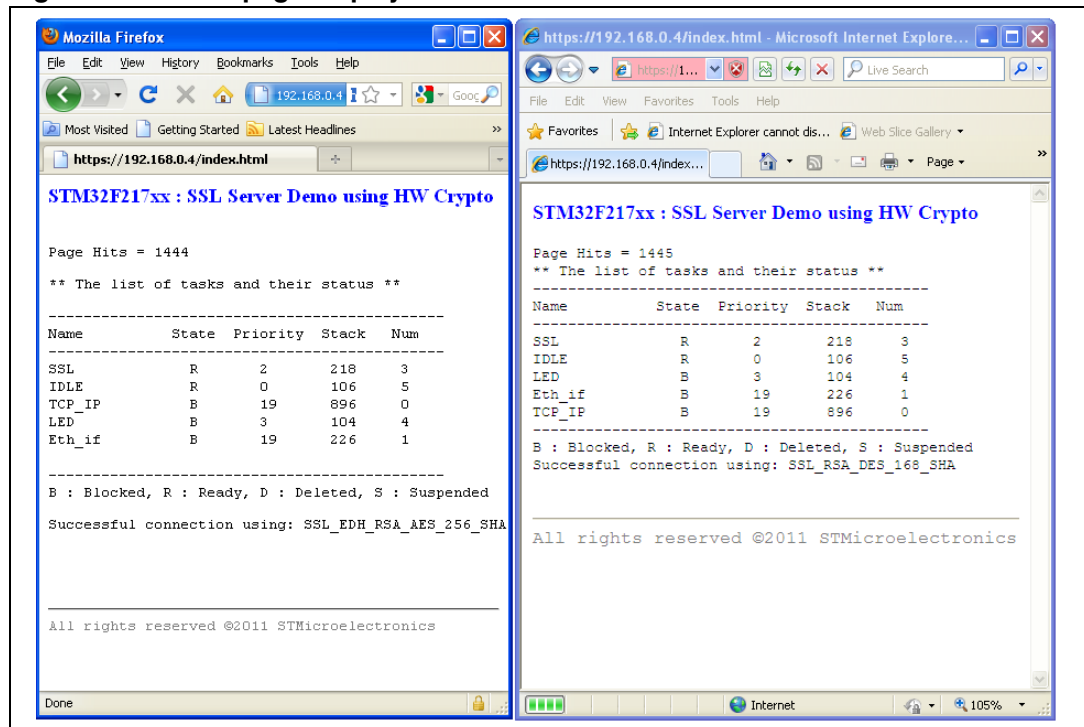 Mozilla Firefox
File Edit View History Bookmarks Tools Help
192.168.0.4
Goog
Most Visited Getting Started Latest Headlines »
https://192.168.0.4/index.html
STM32F217xx : SSL Server Demo using HW Crypto
Page Hits = 1444
** The list of tasks and their status **
---------------------------------------------
Name State Priority Stack Num
---------------------------------------------
SSL R 2 218 3
IDLE R 0 106 5
TCP_IP B 19 896 0
LED B 3 104 4
Eth_if B 19 226 1
---------------------------------------------
B : Blocked, R : Ready, D : Deleted, S : Suspended
Successful connection using: SSL_EDH_RSA_AES_256_SHA
All rights reserved ©2011 STMicroelectronics
Done
https://192.168.0.4/index.html - Microsoft Internet Explore...
https://1...
Live Search
File Edit View Favorites Tools Help
Favorites Internet Explorer cannot dis... Web Slice Gallery
https://192.168.0.4/index... Page »
STM32F217xx : SSL Server Demo using HW Crypto
Page Hits = 1445
** The list of tasks and their status **
---------------------------------------------
Name State Priority Stack Num
---------------------------------------------
SSL R 2 218 3
IDLE R 0 106 5
LED B 3 104 4
Eth_if B 19 226 1
TCP_IP B 19 896 0
---------------------------------------------
B : Blocked, R : Ready, D : Deleted, S : Suspended
Successful connection using: SSL_RSA_DES_168_SHA
All rights reserved ©2011 STMicroelectronics
Internet 105%